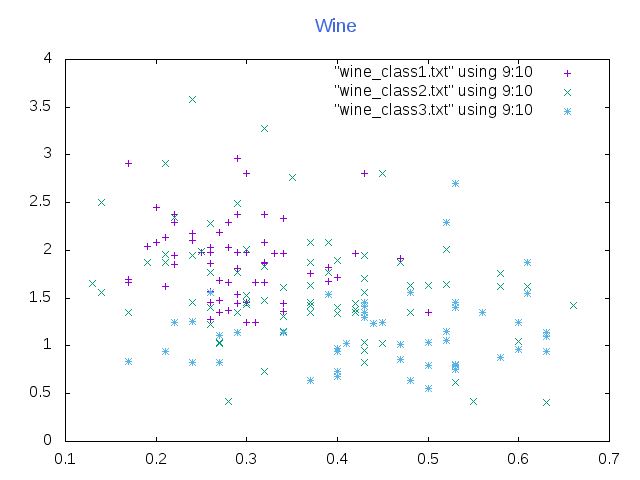 Wine
4
3.5
3
2.5
2
1.5
1
0.5
0
"wine_class1.txt" using 9:10
"wine_class2.txt" using 9:10
"wine_class3.txt" using 9:10
0.1 0.2 0.3 0.4 0.5 0.6 0.7